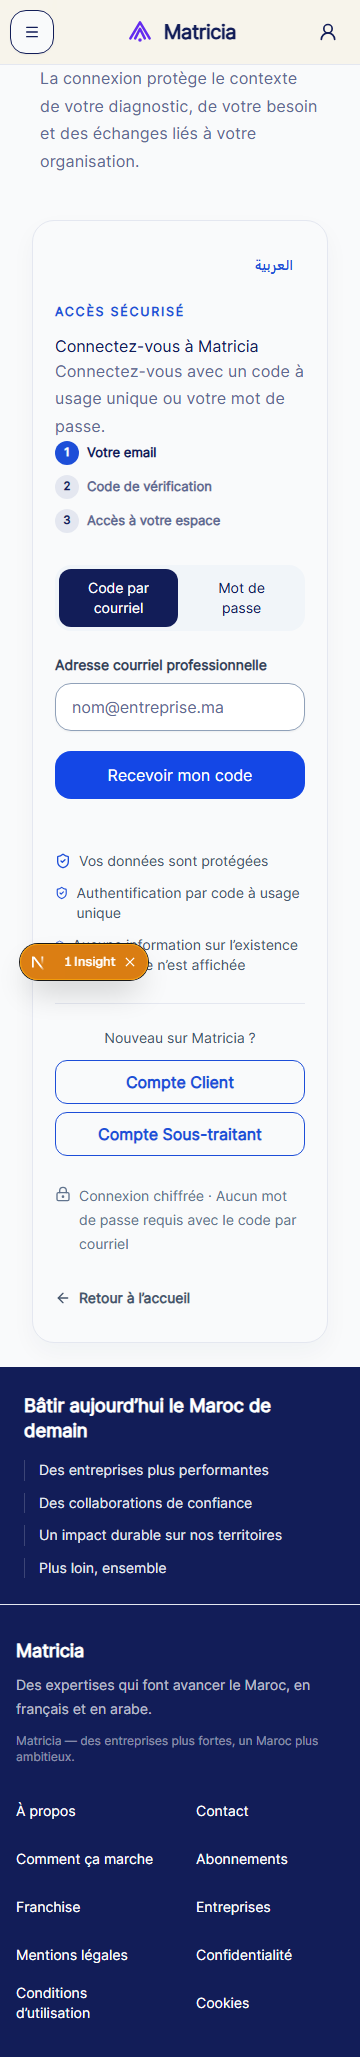 Matricia
La connexion protège le contexte
de votre diagnostic, de votre besoin
et des échanges liés à votre
organisation.
العربية
ACCÈS SÉCURISÉ
Connectez-vous à Matricia
Connectez-vous avec un code à
usage unique ou votre mot de
passe.
1 Votre email
2 Code de vérification
3 Accès à votre espace
Code par
courriel
Mot de
passe
Adresse courriel professionnelle
nom@entreprise.ma
Recevoir mon code
Vos données sont protégées
Authentification par code à usage
unique
information sur l’existence
n’est affichée
1 Insight
Nouveau sur Matricia ?
Compte Client
Compte Sous-traitant
Connexion chiffrée · Aucun mot
de passe requis avec le code par
courriel
Retour à l’accueil
Bâtir aujourd’hui le Maroc de
demain
Des entreprises plus performantes
Des collaborations de confiance
Un impact durable sur nos territoires
Plus loin, ensemble
Matricia
Des expertises qui font avancer le Maroc, en
français et en arabe.
Matricia — des entreprises plus fortes, un Maroc plus
ambitieux.
À propos
Contact
Comment ça marche
Abonnements
Franchise
Entreprises
Mentions légales
Confidentialité
Conditions
d’utilisation
Cookies